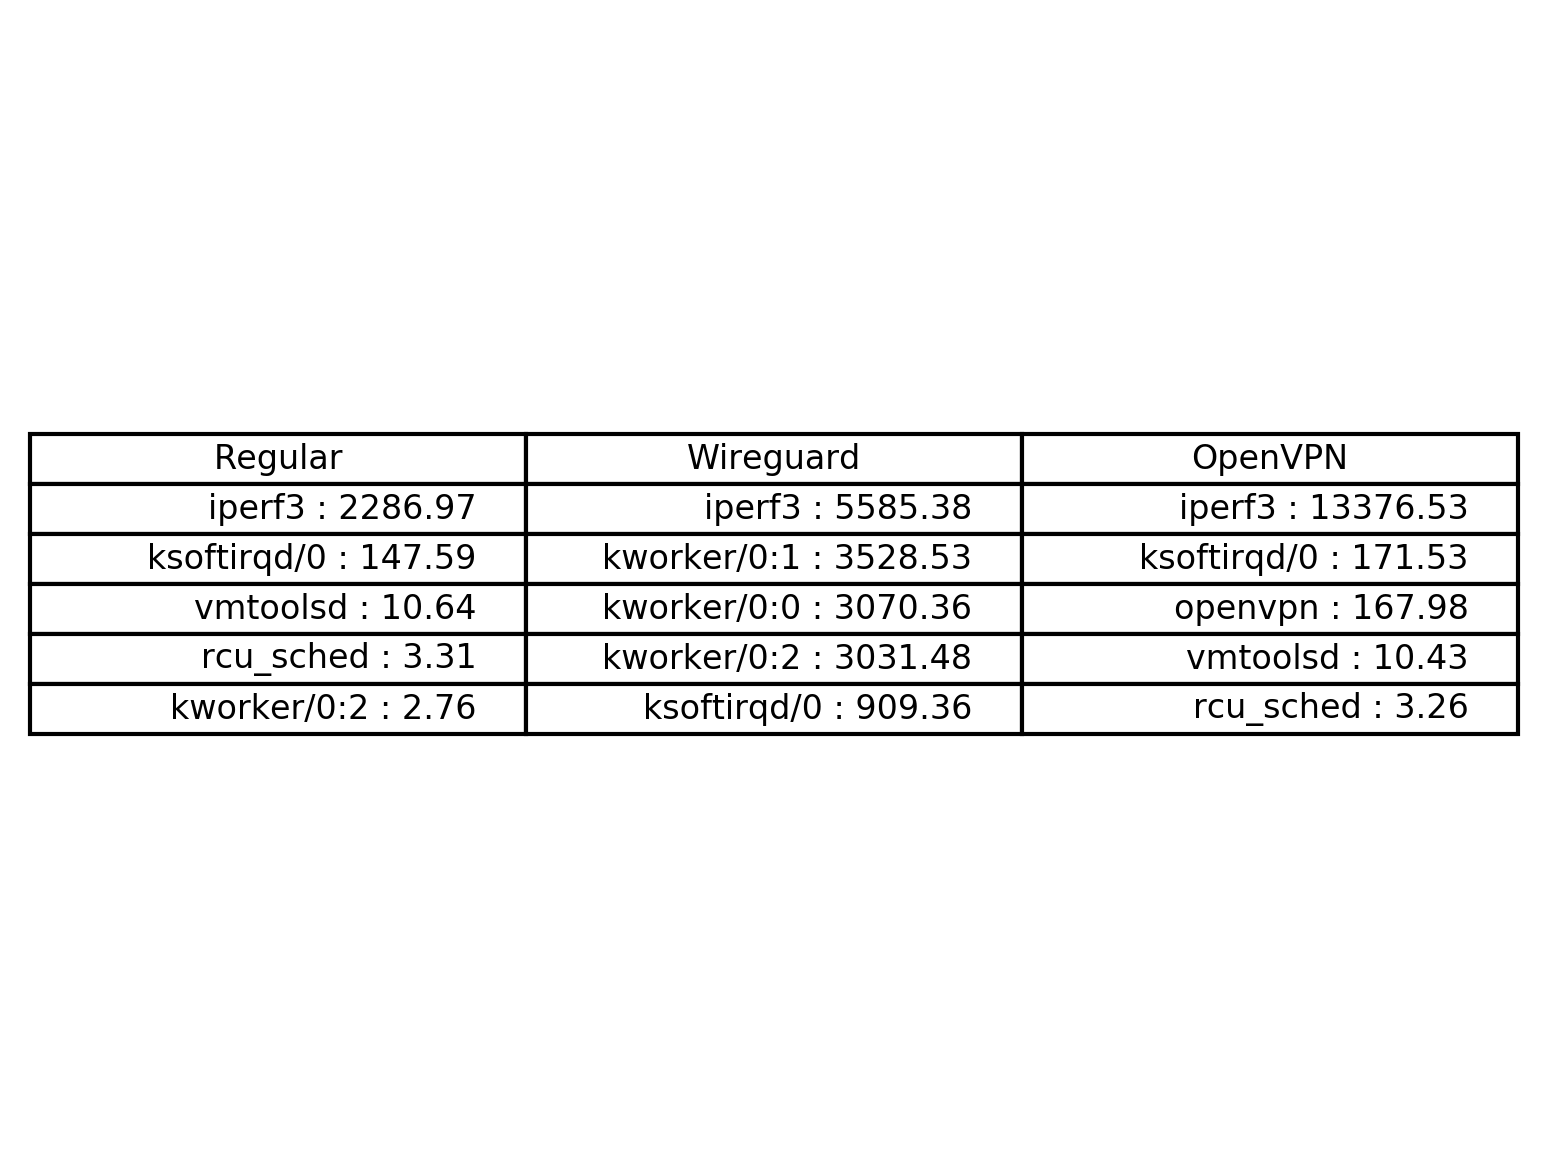 Regular Wireguard OpenVPN
iperf3 : 2286.97 iperf3 : 5585.38 iperf3 : 13376.53
ksoftirqd/0 : 147.59 kworker/0:1 : 3528.53 ksoftirqd/0 : 171.53
vmtoolsd : 10.64 kworker/0:0 : 3070.36 openvpn : 167.98
rcu_sched : 3.31 kworker/0:2 : 3031.48 vmtoolsd : 10.43
kworker/0:2 : 2.76 ksoftirqd/0 : 909.36 rcu_sched : 3.26